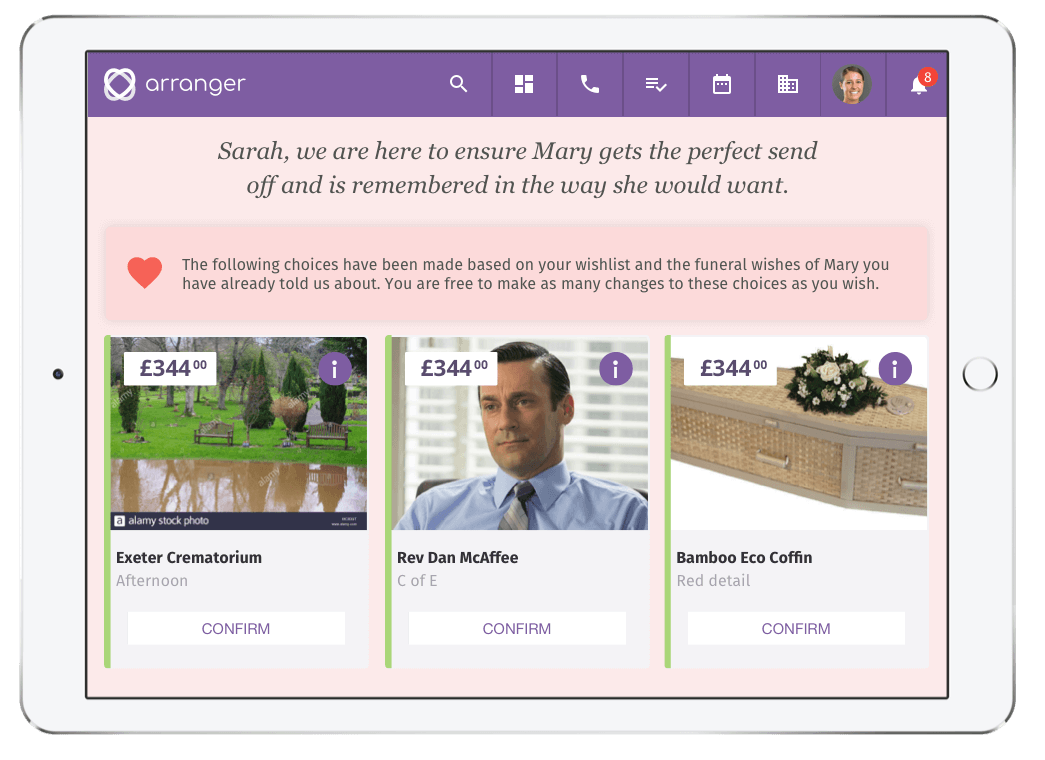 arranger
8
Sarah, we are here to ensure Mary gets the perfect send
off and is remembered in the way she would want.
The following choices have been made based on your wishlist and the funeral wishes of Mary you
have already told us about. You are free to make as many changes to these choices as you wish.
£344 00
i
£344 00
i
£344 00
i
alamy
alamy
a alamy stock photo
Exeter Crematorium
Rev Dan McAffee
Bamboo Eco Coffin
Afternoon
C of E
Red detail
CONFIRM
CONFIRM
CONFIRM